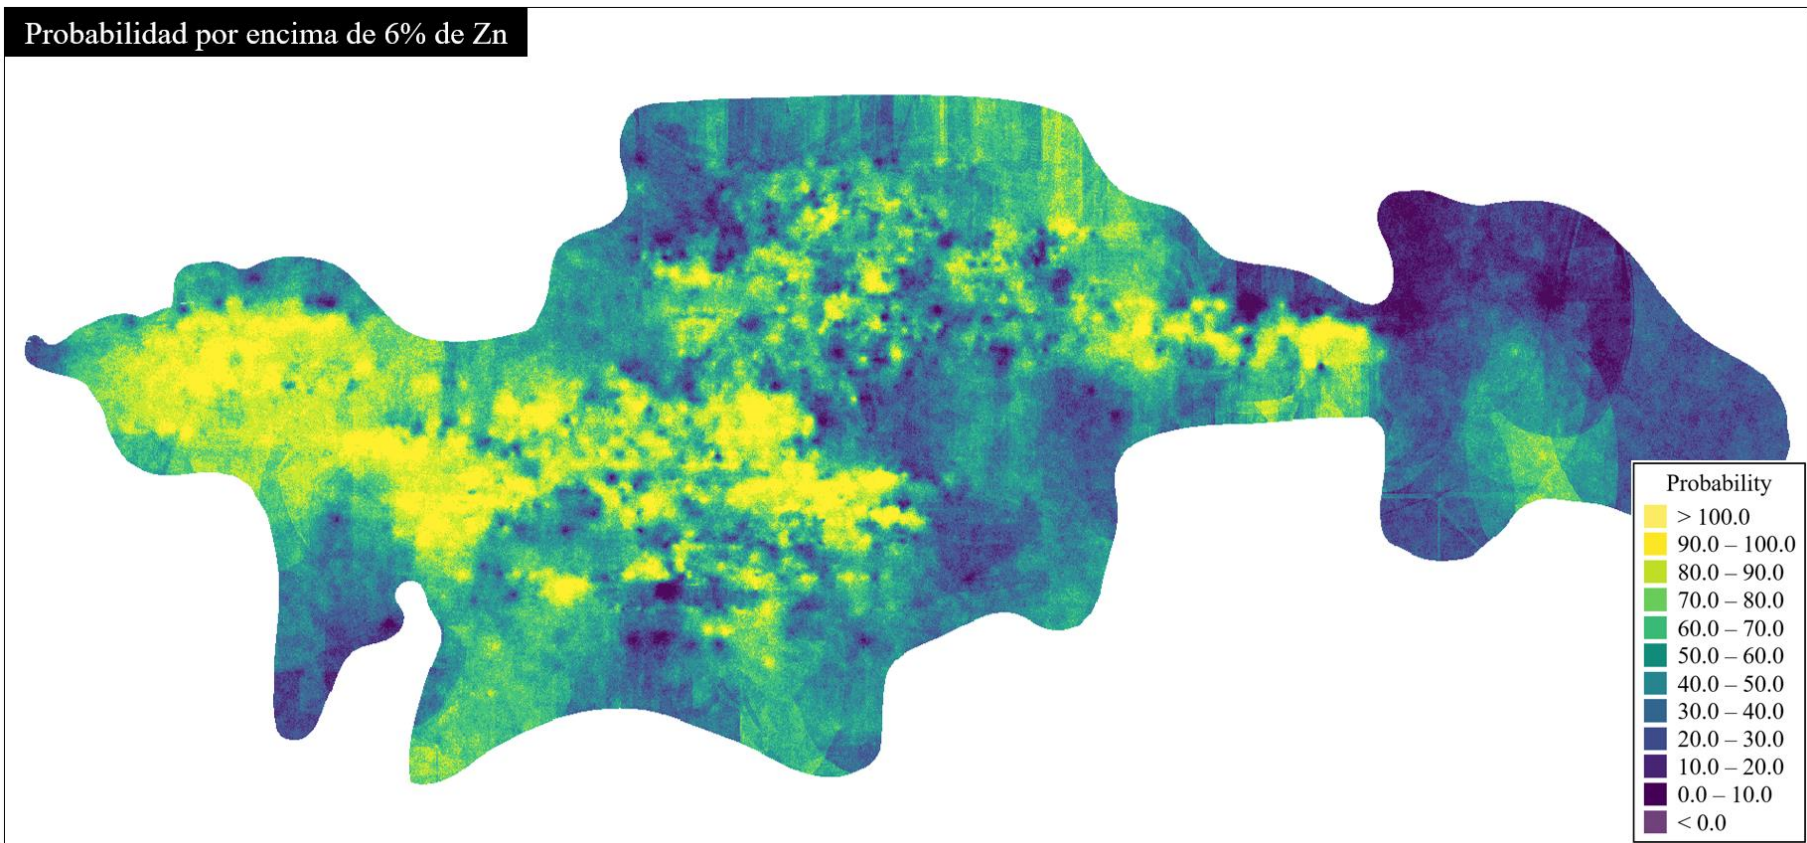 Probabilidad por encima de 6% de Zn
Probability
> 100.0
90.0 – 100.0
80.0 – 90.0
70.0 – 80.0
60.0 – 70.0
50.0 – 60.0
40.0 – 50.0
30.0 – 40.0
20.0 – 30.0
10.0 – 20.0
0.0 – 10.0
< 0.0